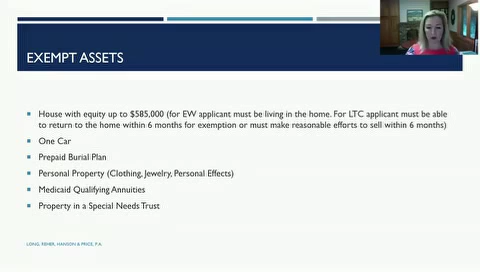 EXEMPT ASSETS
House with equity up to $585,000 (for EW applicant must be living in the home. For LTC applicant must be able
to return to the home within 6 months for exemption or must make reasonable efforts to sell within 6 months)
One Car
Prepaid Burial Plan
Personal Property (Clothing, Jewelry, Personal Effects)
Medicaid Qualifying Annuities
Property in a Special Needs Trust
LONG, REHER, HANSON & PRICE, P.A.